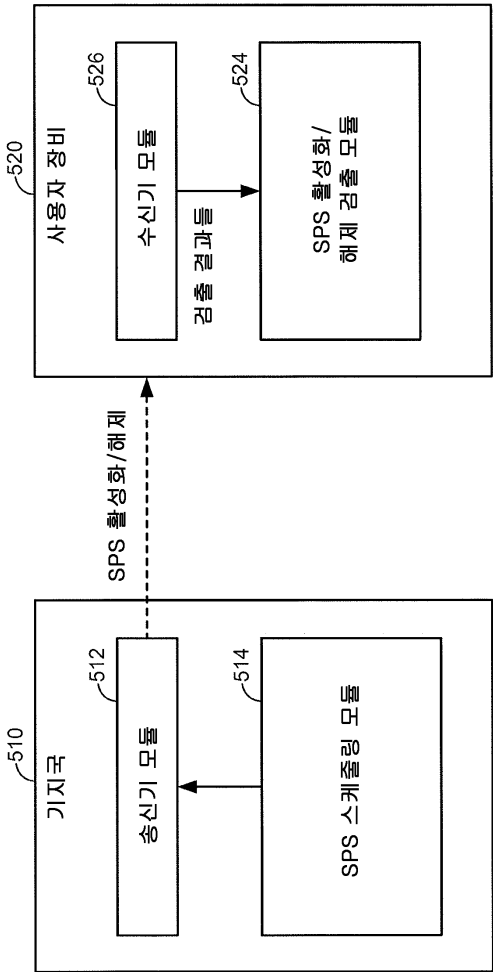 510
기지국
512
송신기 모듈
514
SPS 스케줄링 모듈
SPS 활성화/해제
520
사용자 장비
526
수신기 모듈
검출 결과들
524
SPS 활성화/
해제 검출 모듈